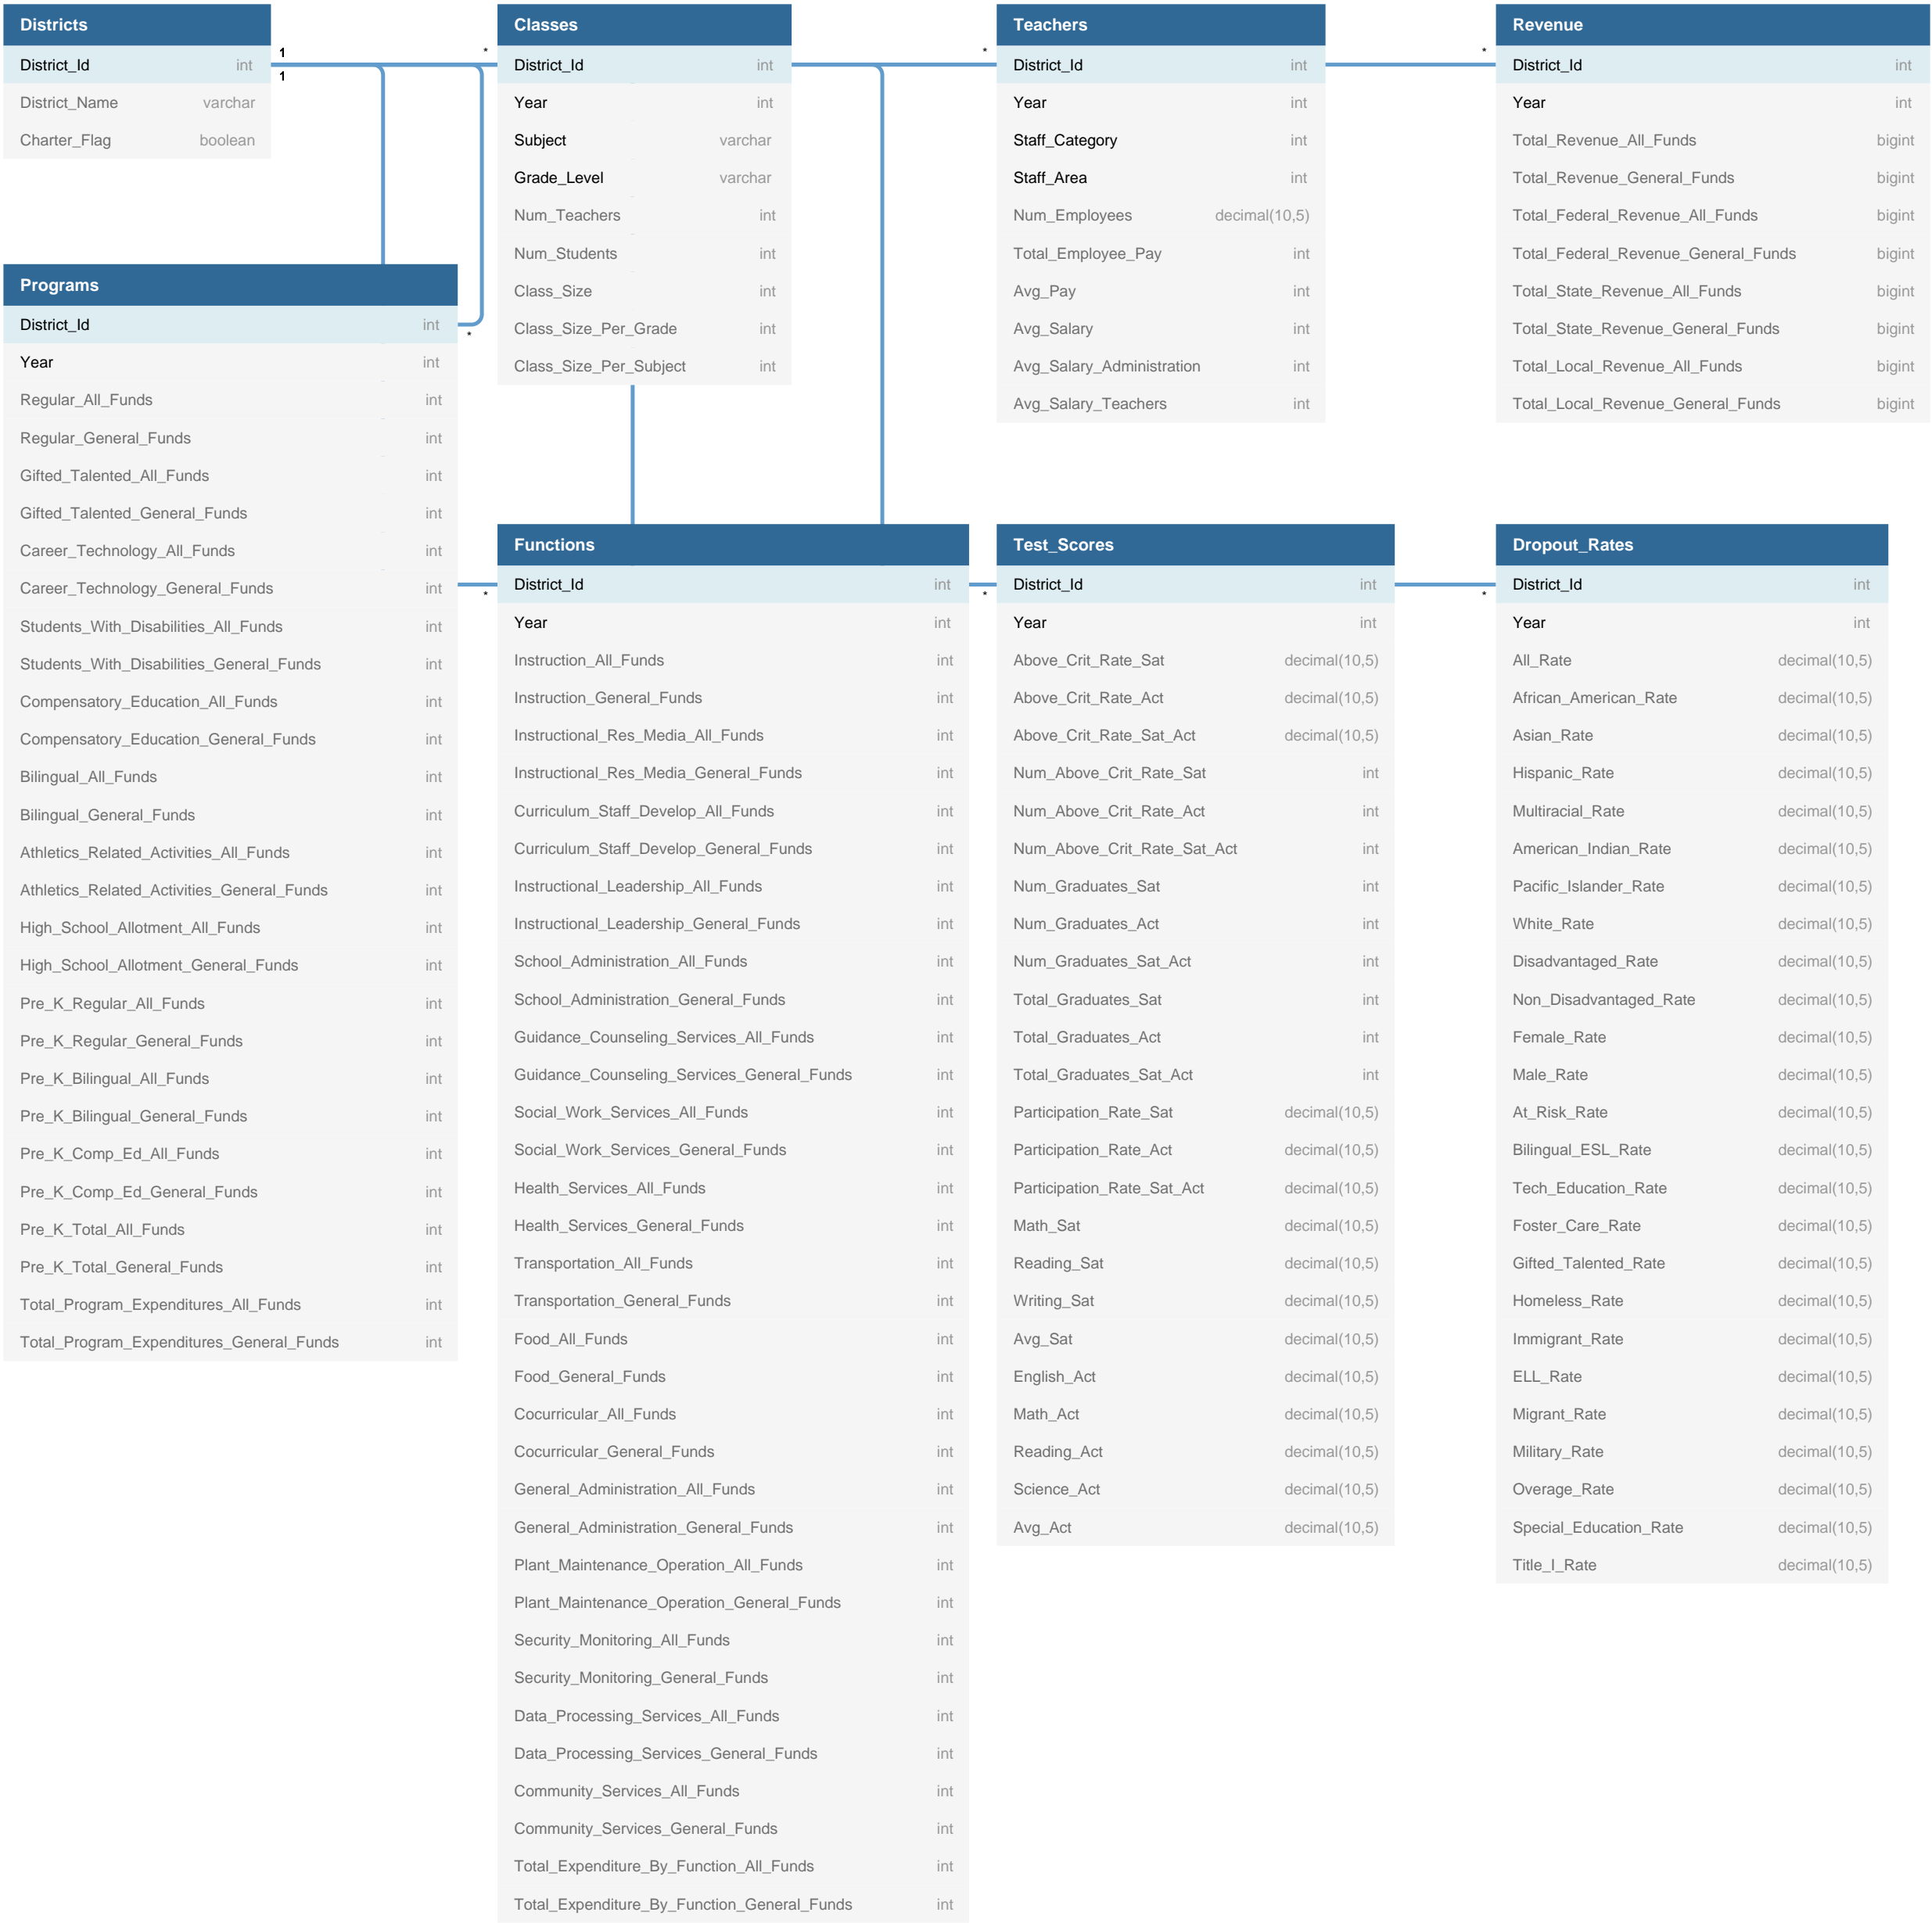 Districts
District_Id int
District_Name varchar
Charter_Flag boolean
1
1
*
Classes
District_Id int
Year int
Subject varchar
Grade_Level varchar
Num_Teachers int
Num_Students int
Class_Size int
Class_Size_Per_Grade int
Class_Size_Per_Subject int
*
Teachers
District_Id int
Year int
Staff_Category int
Staff_Area int
Num_Employees decimal(10,5)
Total_Employee_Pay int
Avg_Pay int
Avg_Salary int
Avg_Salary_Administration int
Avg_Salary_Teachers int
*
Revenue
District_Id int
Year int
Total_Revenue_All_Funds bigint
Total_Revenue_General_Funds bigint
Total_Federal_Revenue_All_Funds bigint
Total_Federal_Revenue_General_Funds bigint
Total_State_Revenue_All_Funds bigint
Total_State_Revenue_General_Funds bigint
Total_Local_Revenue_All_Funds bigint
Total_Local_Revenue_General_Funds bigint
Programs
District_Id int
*
Year int
Regular_All_Funds int
Regular_General_Funds int
Gifted_Talented_All_Funds int
Gifted_Talented_General_Funds int
Career_Technology_All_Funds int
Career_Technology_General_Funds int
Students_With_Disabilities_All_Funds int
Students_With_Disabilities_General_Funds int
Compensatory_Education_All_Funds int
Compensatory_Education_General_Funds int
Bilingual_All_Funds int
Bilingual_General_Funds int
Athletics_Related_Activities_All_Funds int
Athletics_Related_Activities_General_Funds int
High_School_Allotment_All_Funds int
High_School_Allotment_General_Funds int
Pre_K_Regular_All_Funds int
Pre_K_Regular_General_Funds int
Pre_K_Bilingual_All_Funds int
Pre_K_Bilingual_General_Funds int
Pre_K_Comp_Ed_All_Funds int
Pre_K_Comp_Ed_General_Funds int
Pre_K_Total_All_Funds int
Pre_K_Total_General_Funds int
Total_Program_Expenditures_All_Funds int
Total_Program_Expenditures_General_Funds int
*
Functions
District_Id int
Year int
Instruction_All_Funds int
Instruction_General_Funds int
Instructional_Res_Media_All_Funds int
Instructional_Res_Media_General_Funds int
Curriculum_Staff_Develop_All_Funds int
Curriculum_Staff_Develop_General_Funds int
Instructional_Leadership_All_Funds int
Instructional_Leadership_General_Funds int
School_Administration_All_Funds int
School_Administration_General_Funds int
Guidance_Counseling_Services_All_Funds int
Guidance_Counseling_Services_General_Funds int
Social_Work_Services_All_Funds int
Social_Work_Services_General_Funds int
Health_Services_All_Funds int
Health_Services_General_Funds int
Transportation_All_Funds int
Transportation_General_Funds int
Food_All_Funds int
Food_General_Funds int
Cocurricular_All_Funds int
Cocurricular_General_Funds int
General_Administration_All_Funds int
General_Administration_General_Funds int
Plant_Maintenance_Operation_All_Funds int
Plant_Maintenance_Operation_General_Funds int
Security_Monitoring_All_Funds int
Security_Monitoring_General_Funds int
Data_Processing_Services_All_Funds int
Data_Processing_Services_General_Funds int
Community_Services_All_Funds int
Community_Services_General_Funds int
Total_Expenditure_By_Function_All_Funds int
Total_Expenditure_By_Function_General_Funds int
*
Test_Scores
District_Id int
Year int
Above_Crit_Rate_Sat decimal(10,5)
Above_Crit_Rate_Act decimal(10,5)
Above_Crit_Rate_Sat_Act decimal(10,5)
Num_Above_Crit_Rate_Sat int
Num_Above_Crit_Rate_Act int
Num_Above_Crit_Rate_Sat_Act int
Num_Graduates_Sat int
Num_Graduates_Act int
Num_Graduates_Sat_Act int
Total_Graduates_Sat int
Total_Graduates_Act int
Total_Graduates_Sat_Act int
Participation_Rate_Sat decimal(10,5)
Participation_Rate_Act decimal(10,5)
Participation_Rate_Sat_Act decimal(10,5)
Math_Sat decimal(10,5)
Reading_Sat decimal(10,5)
Writing_Sat decimal(10,5)
Avg_Sat decimal(10,5)
English_Act decimal(10,5)
Math_Act decimal(10,5)
Reading_Act decimal(10,5)
Science_Act decimal(10,5)
Avg_Act decimal(10,5)
*
Dropout_Rates
District_Id int
Year int
All_Rate decimal(10,5)
African_American_Rate decimal(10,5)
Asian_Rate decimal(10,5)
Hispanic_Rate decimal(10,5)
Multiracial_Rate decimal(10,5)
American_Indian_Rate decimal(10,5)
Pacific_Islander_Rate decimal(10,5)
White_Rate decimal(10,5)
Disadvantaged_Rate decimal(10,5)
Non_Disadvantaged_Rate decimal(10,5)
Female_Rate decimal(10,5)
Male_Rate decimal(10,5)
At_Risk_Rate decimal(10,5)
Bilingual_ESL_Rate decimal(10,5)
Tech_Education_Rate decimal(10,5)
Foster_Care_Rate decimal(10,5)
Gifted_Talented_Rate decimal(10,5)
Homeless_Rate decimal(10,5)
Immigrant_Rate decimal(10,5)
ELL_Rate decimal(10,5)
Migrant_Rate decimal(10,5)
Military_Rate decimal(10,5)
Overage_Rate decimal(10,5)
Special_Education_Rate decimal(10,5)
Title_I_Rate decimal(10,5)